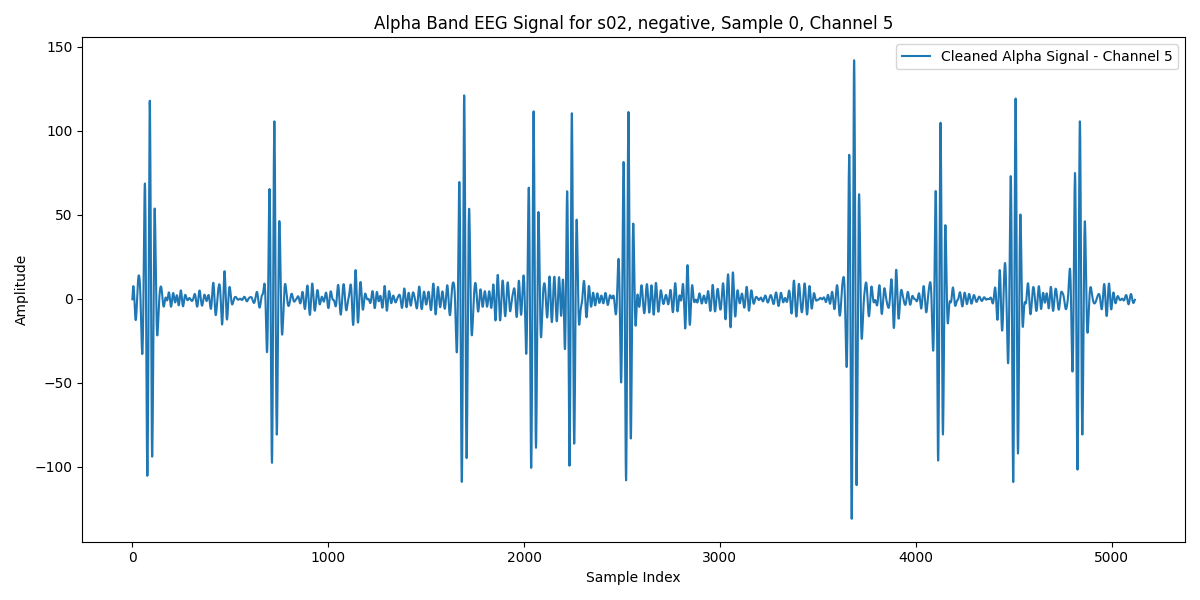 Alpha Band EEG Signal for s02, negative, Sample 0, Channel 5
Cleaned Alpha Signal - Channel 5
150
100
50
0
−50
−100
Amplitude
0 1000 2000 3000 4000 5000
Sample Index